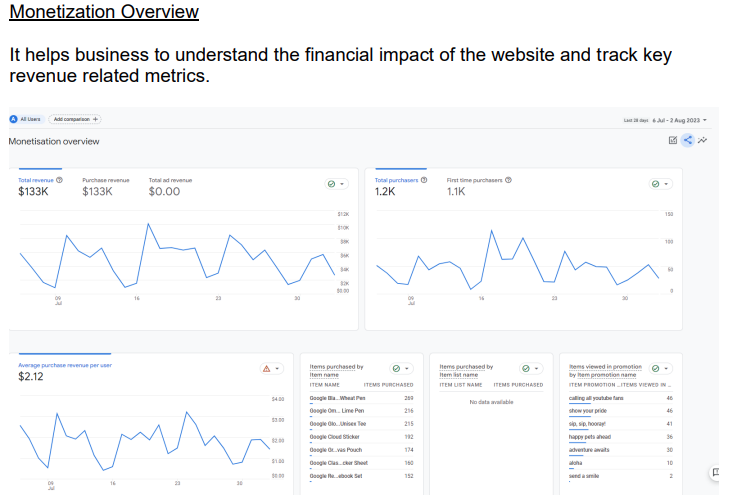 Monetization Overview
It helps business to understand the financial impact of the website and track key
revenue related metrics.
A All Users Add comparison + Last 28 days 6 Jul - 2 Aug 2023
Monetisation overview
Total revenue Purchase revenue Total ad revenue
$133K $133K $0.00
$12K
$10K
$8K
$6K
$4K
$2K
$0.00
09 16 23 30
Jul
Total purchasers First time purchasers
1.2K 1.1K
150
100
50
0
09 16 23 30
Jul
Average purchase revenue per user
$2.12
$4.00
$3.00
$2.00
$1.00
$0.00
09 16 23 30
Jul
Items purchased by
Item name
ITEM NAME ITEMS PURCHASED
Google Bla...Wheat Pen 269
Google Om... Lime Pen 216
Google Glo...Unisex Tee 215
Google Cloud Sticker 192
Google Gr...vas Pouch 174
Google Clas...cker Sheet 160
Google Re...ebook Set 152
Items purchased by
Item list name
ITEM LIST NAME ITEMS PURCHASED
No data available
Items viewed in promotion
by Item promotion name
ITEM PROMOTION ...ITEMS VIEWED IN ...
calling all youtube fans 46
show your pride 46
sip, sip, hooray! 41
happy pets ahead 36
adventure awaits 30
aloha 10
send a smile 2